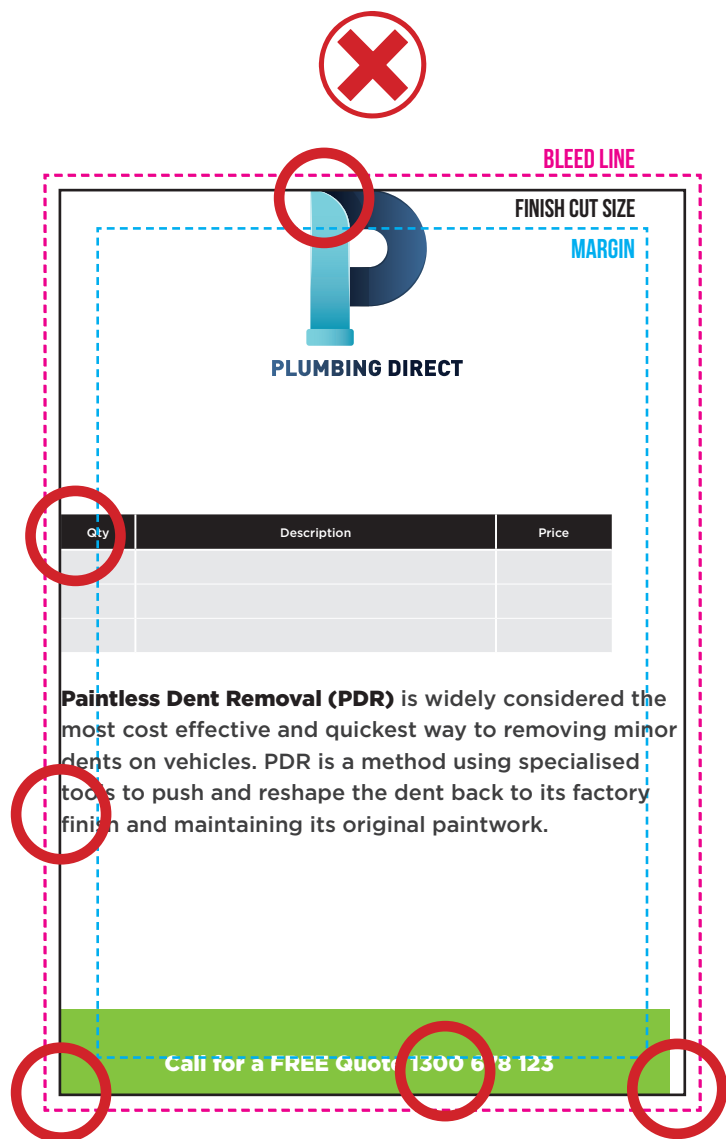 BLEED LINE
FINISH CUT SIZE
MARGIN
PLUMBING DIRECT
Qty Description Price
Paintless Dent Removal (PDR) is widely considered the
most cost effective and quickest way to removing minor
dents on vehicles. PDR is a method using specialised
tools to push and reshape the dent back to its factory
finish and maintaining its original paintwork.
Call for a FREE Quote 1300 123